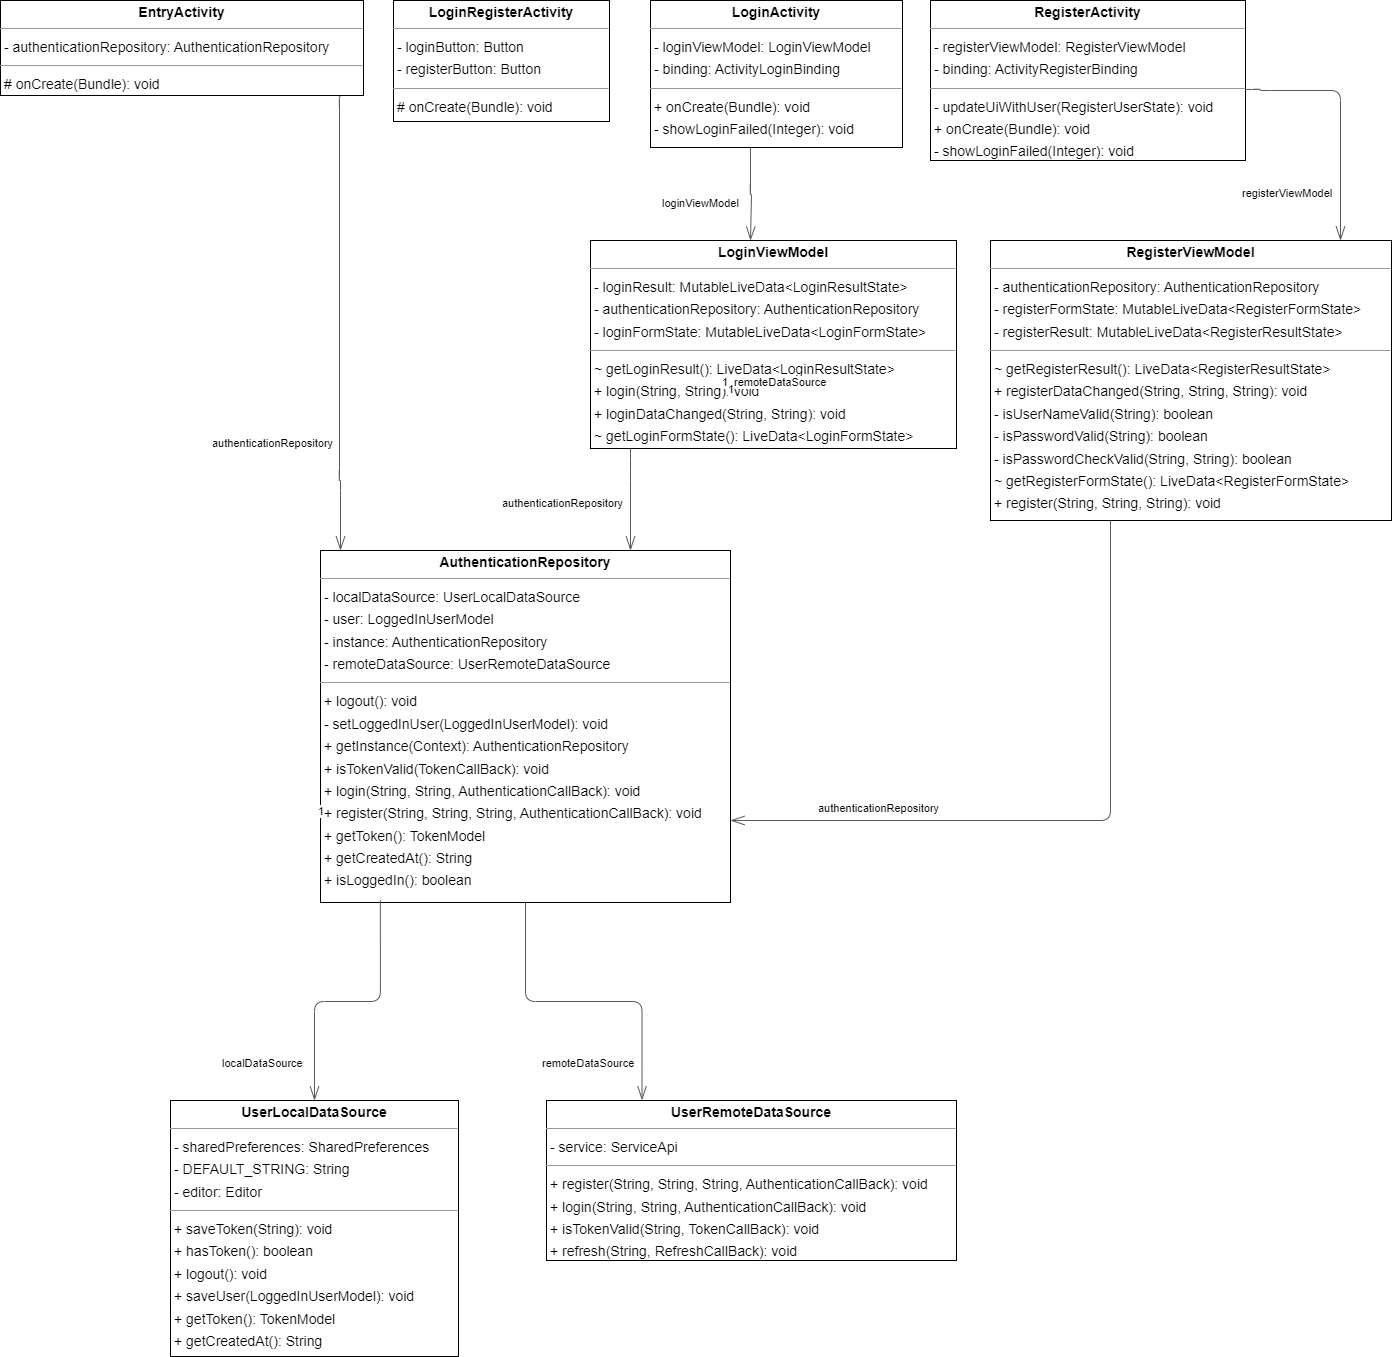 EntryActivity
- authenticationRepository: AuthenticationRepository
# onCreate(Bundle): void
LoginRegisterActivity
- loginButton: Button
- registerButton: Button
# onCreate(Bundle): void
LoginActivity
- loginViewModel: LoginViewModel
- binding: ActivityLoginBinding
+ onCreate(Bundle): void
- showLoginFailed(Integer): void
RegisterActivity
- registerViewModel: RegisterViewModel
- binding: ActivityRegisterBinding
- updateUiWithUser(RegisterUserState): void
+ onCreate(Bundle): void
- showLoginFailed(Integer): void
loginViewModel
registerViewModel
LoginViewModel
- loginResult: MutableLiveData<LoginResultState>
- authenticationRepository: AuthenticationRepository
- loginFormState: MutableLiveData<LoginFormState>
~ getLoginResult(): LiveData<LoginResultState>
1 remoteDataSource
+ login(String, String): void
1
+ loginDataChanged(String, String): void
~ getLoginFormState(): LiveData<LoginFormState>
RegisterViewModel
- authenticationRepository: AuthenticationRepository
- registerFormState: MutableLiveData<RegisterFormState>
- registerResult: MutableLiveData<RegisterResultState>
~ getRegisterResult(): LiveData<RegisterResultState>
+ registerDataChanged(String, String, String): void
- isUserNameValid(String): boolean
- isPasswordValid(String): boolean
- isPasswordCheckValid(String, String): boolean
~ getRegisterFormState(): LiveData<RegisterFormState>
+ register(String, String, String): void
authenticationRepository
authenticationRepository
AuthenticationRepository
- localDataSource: UserLocalDataSource
- user: LoggedInUserModel
- instance: AuthenticationRepository
- remoteDataSource: UserRemoteDataSource
+ logout(): void
- setLoggedInUser(LoggedInUserModel): void
+ getInstance(Context): AuthenticationRepository
+ isTokenValid(TokenCallBack): void
+ login(String, String, AuthenticationCallBack): void
1
+ register(String, String, String, AuthenticationCallBack): void
+ getToken(): TokenModel
+ getCreatedAt(): String
+ isLoggedIn(): boolean
authenticationRepository
localDataSource
remoteDataSource
UserLocalDataSource
- sharedPreferences: SharedPreferences
- DEFAULT_STRING: String
- editor: Editor
+ saveToken(String): void
+ hasToken(): boolean
+ logout(): void
+ saveUser(LoggedInUserModel): void
+ getToken(): TokenModel
+ getCreatedAt(): String
UserRemoteDataSource
- service: ServiceApi
+ register(String, String, String, AuthenticationCallBack): void
+ login(String, String, AuthenticationCallBack): void
+ isTokenValid(String, TokenCallBack): void
+ refresh(String, RefreshCallBack): void